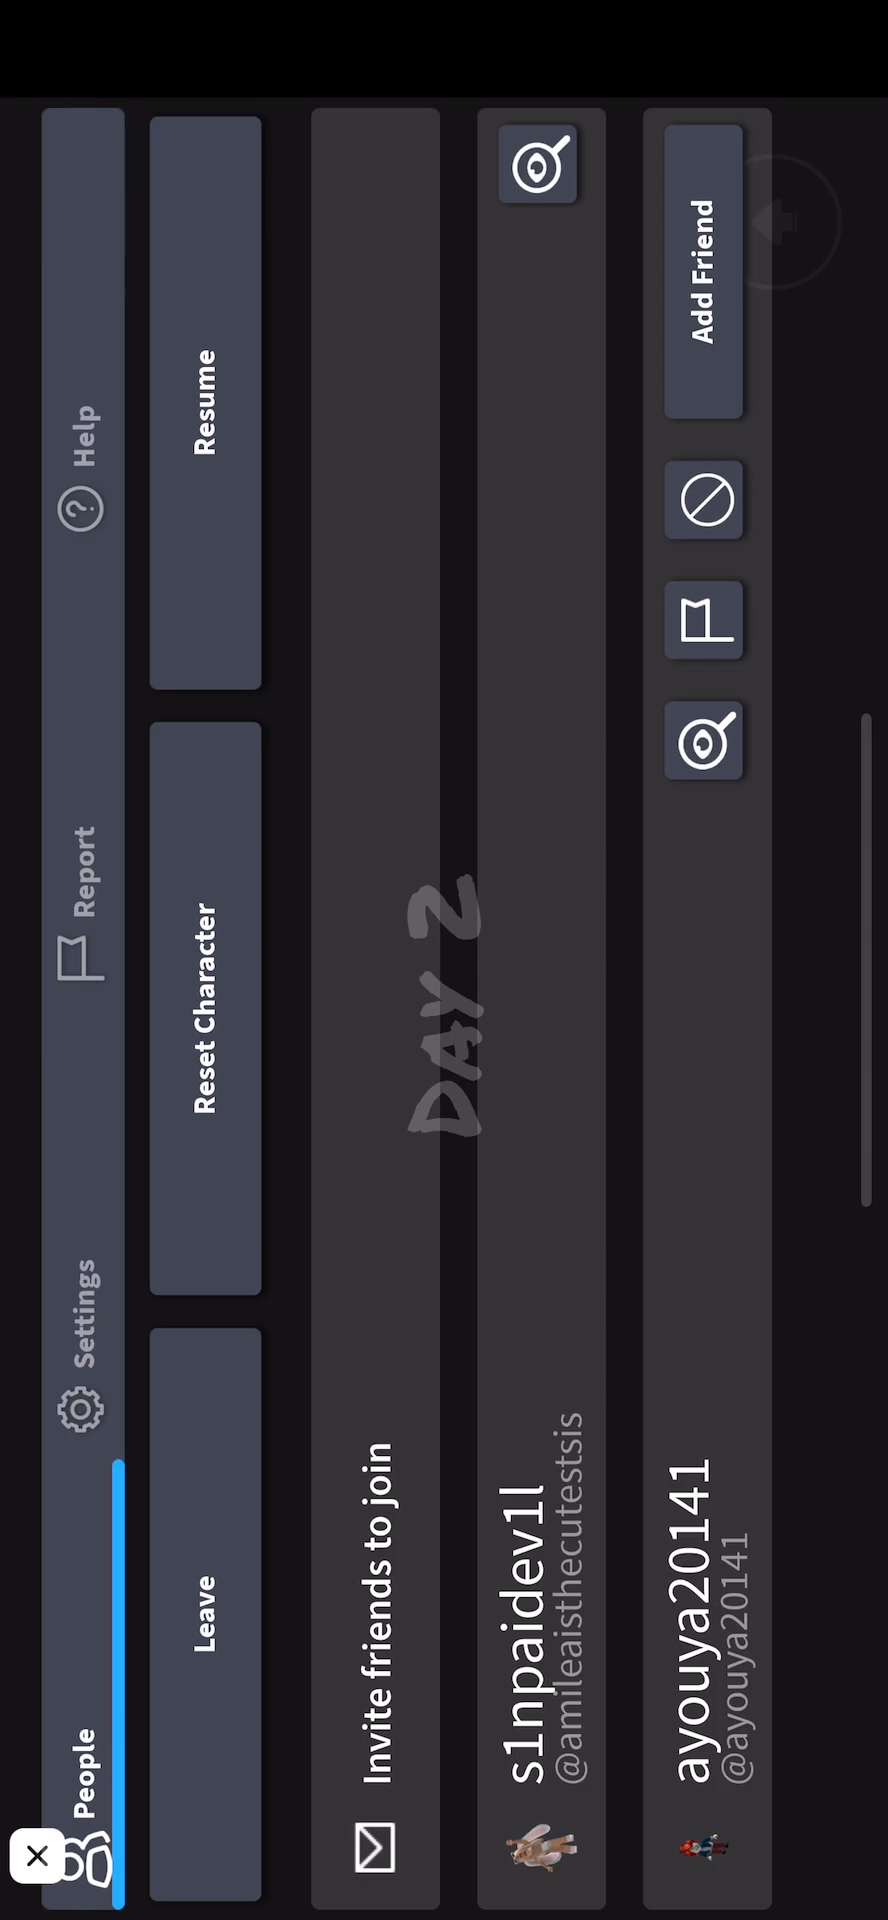 People
Settings
Report
Help
Leave
Reset Character
Resume
Invite friends to join
DAY 2
s1npaidev1l
@amileaisthecutestsis
ayouya20141
@ayouya20141
Add Friend